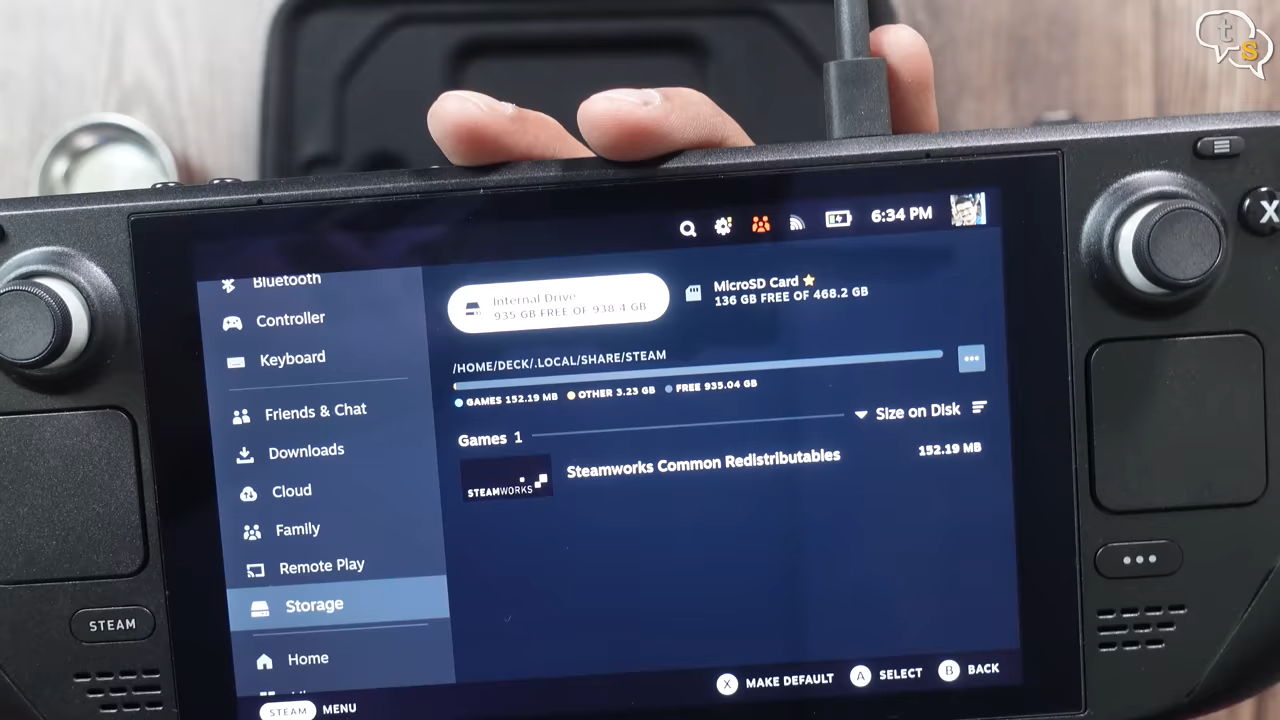 t s
X
6:34 PM
Bluetooth
Controller
Keyboard
Friends & Chat
Downloads
Cloud
Family
Remote Play
Storage
Home
STEAM MENU
Internal Drive
935 GB FREE OF 938.4 GB
MicroSD Card
136 GB FREE OF 468.2 GB
/HOME/DECK/.LOCAL/SHARE/STEAM
GAMES 152.19 MB OTHER 3.23 GB FREE 935.04 GB
Games 1
Size on Disk
STEAMWORKS
Steamworks Common Redistributables
152.19 MB
X MAKE DEFAULT A SELECT B BACK
STEAM